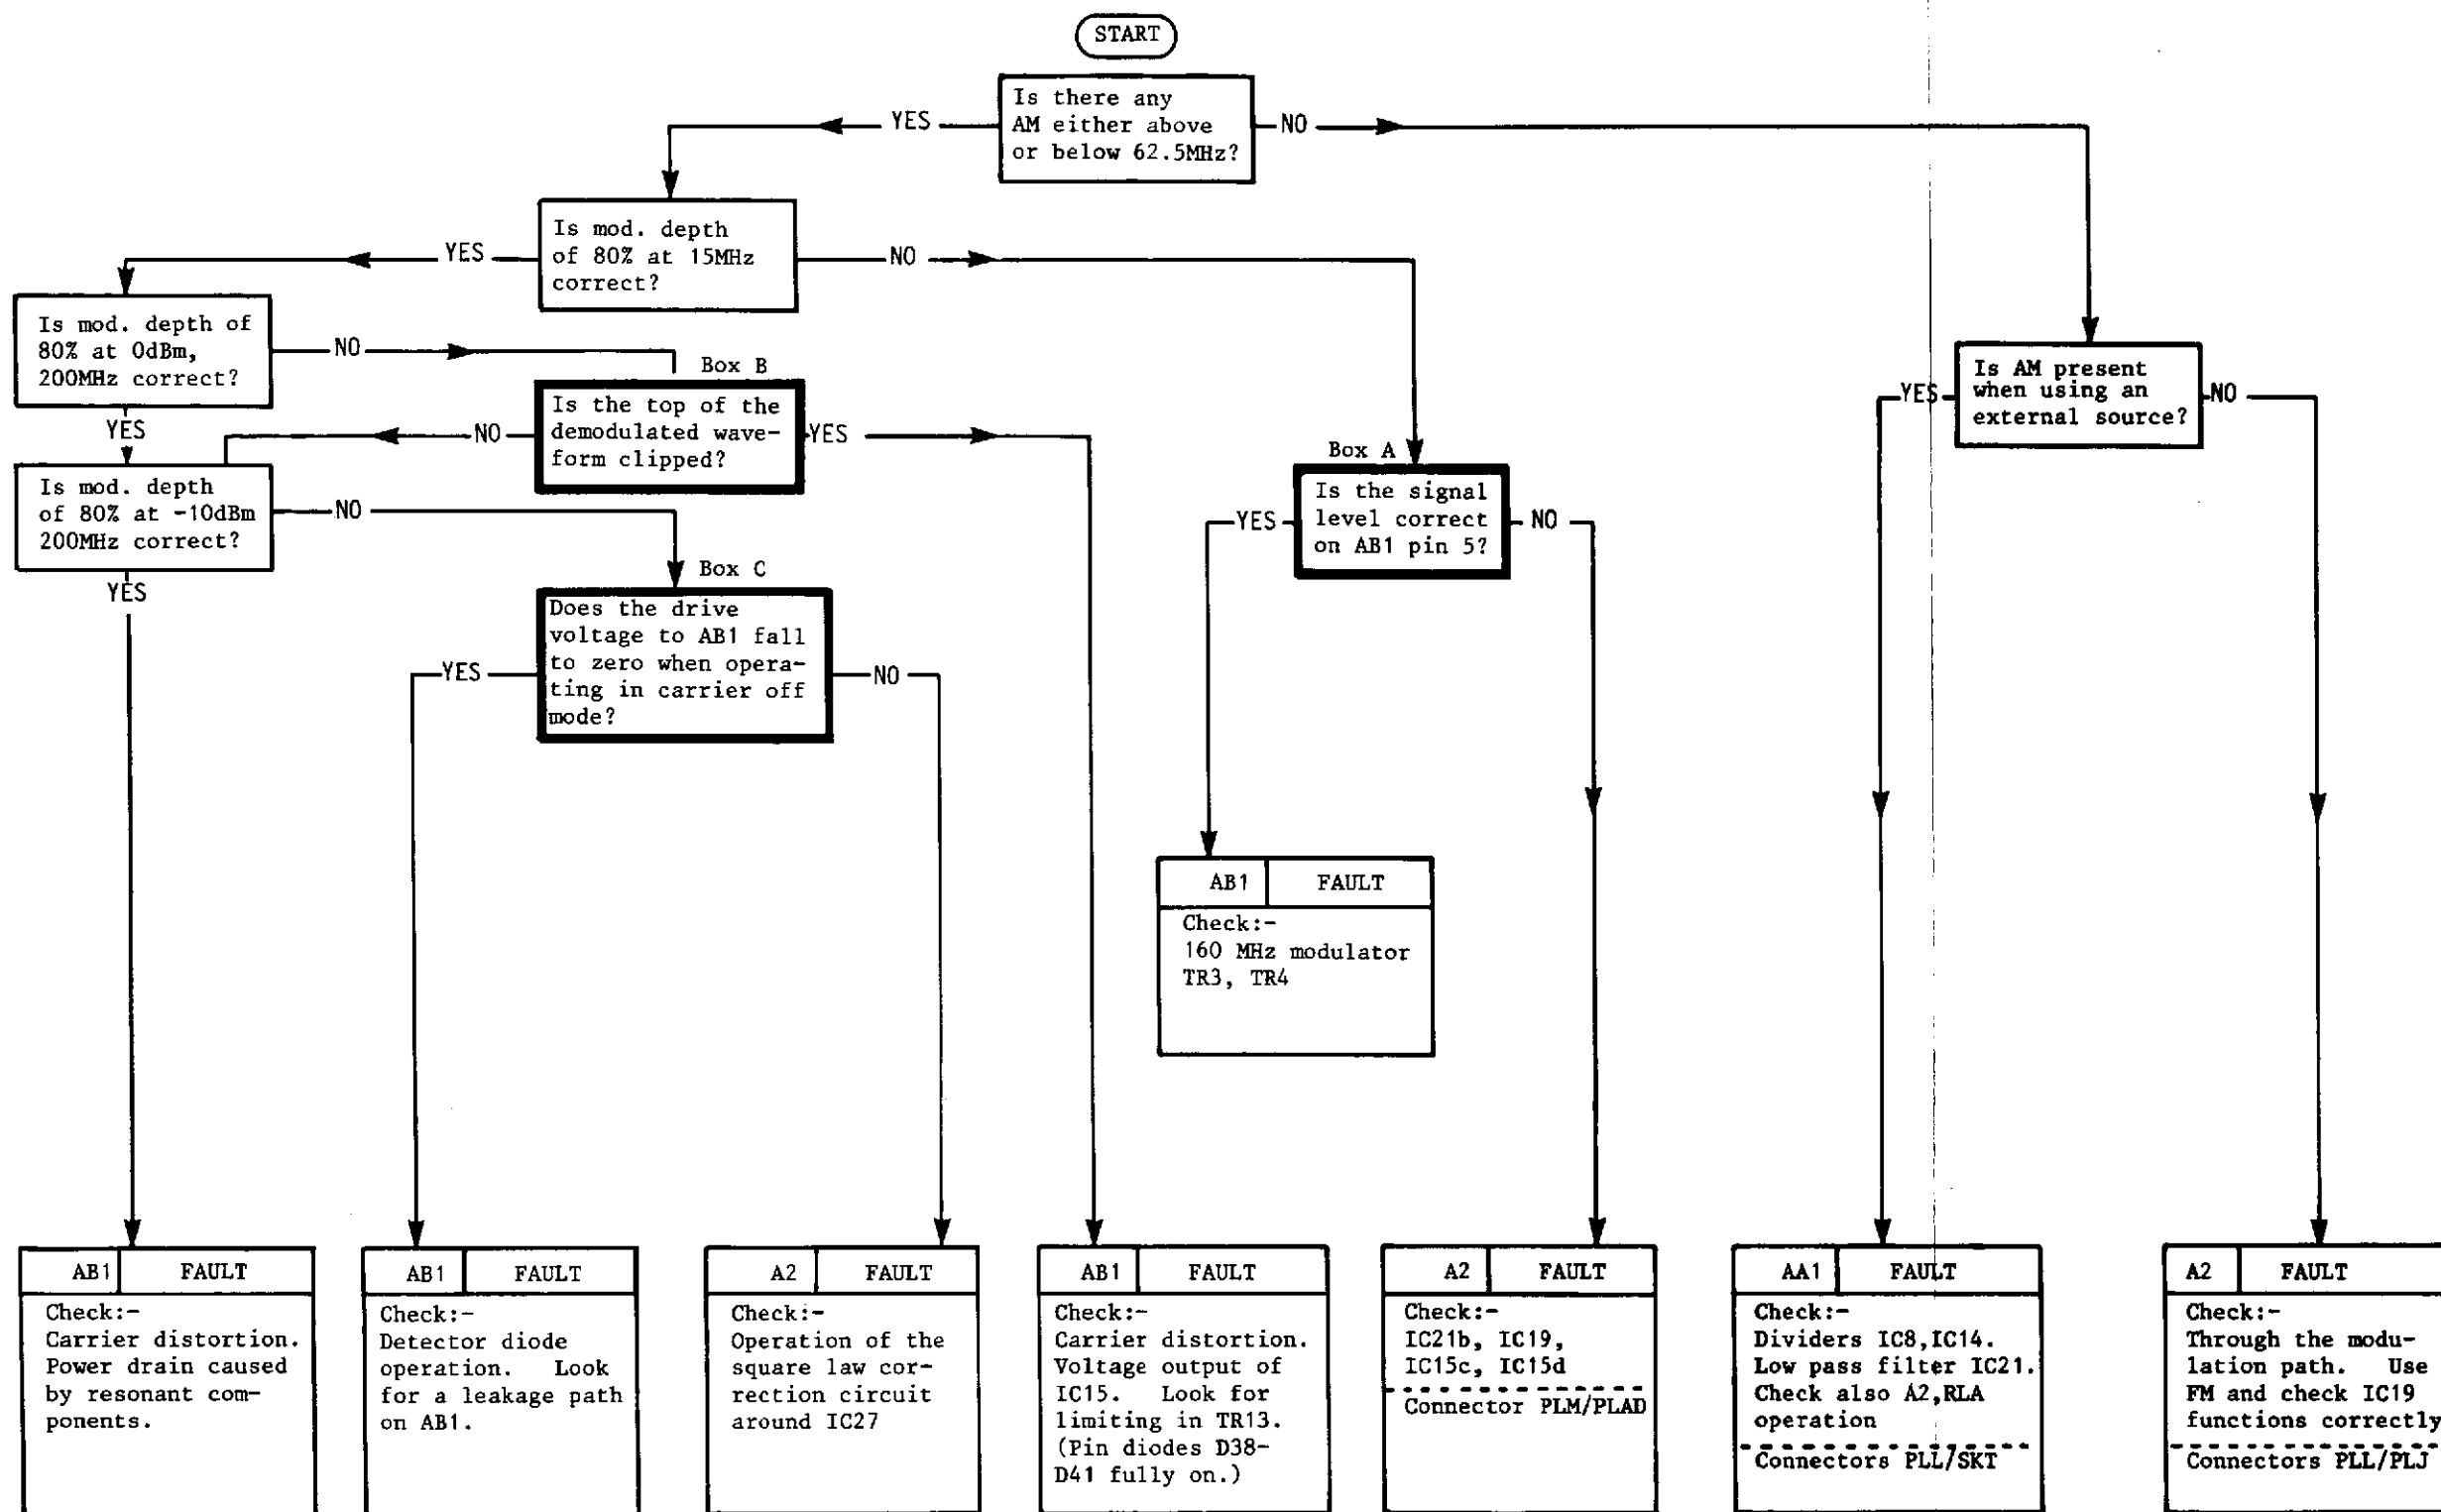 START
Is there any
AM either above
or below 62.5MHz?
YES
NO
Is mod. depth
of 80% at 15MHz
correct?
YES
NO
Is mod. depth of
80% at 0dBm,
200MHz correct?
NO
YES
Box B
Is the top of the
demodulated wave-
form clipped?
NO
YES
Is AM present
when using an
external source?
YES
NO
Box A
Is the signal
level correct
on AB1 pin 5?
YES
NO
Is mod. depth
of 80% at -10dBm
200MHz correct?
NO
YES
Box C
Does the drive
voltage to AB1 fall
to zero when opera-
ting in carrier off
mode?
YES
NO
AB1 FAULT
Check:-
160 MHz modulator
TR3, TR4
AB1 FAULT
Check:-
Carrier distortion.
Power drain caused
by resonant com-
ponents.
AB1 FAULT
Check:-
Detector diode
operation. Look
for a leakage path
on AB1.
A2 FAULT
Check:-
Operation of the
square law cor-
rection circuit
around IC27
AB1 FAULT
Check:-
Carrier distortion.
Voltage output of
IC15. Look for
limiting in TR13.
(Pin diodes D38-
D41 fully on.)
A2 FAULT
Check:-
IC21b, IC19,
IC15c, IC15d
Connector PLM/PLAD
AA1 FAULT
Check:-
Dividers IC8,IC14.
Low pass filter IC21.
Check also A2,RLA
operation
Connectors PLL/SKT
A2 FAULT
Check:-
Through the modu-
lation path. Use
FM and check IC19
functions correctly
Connectors PLL/PLJ